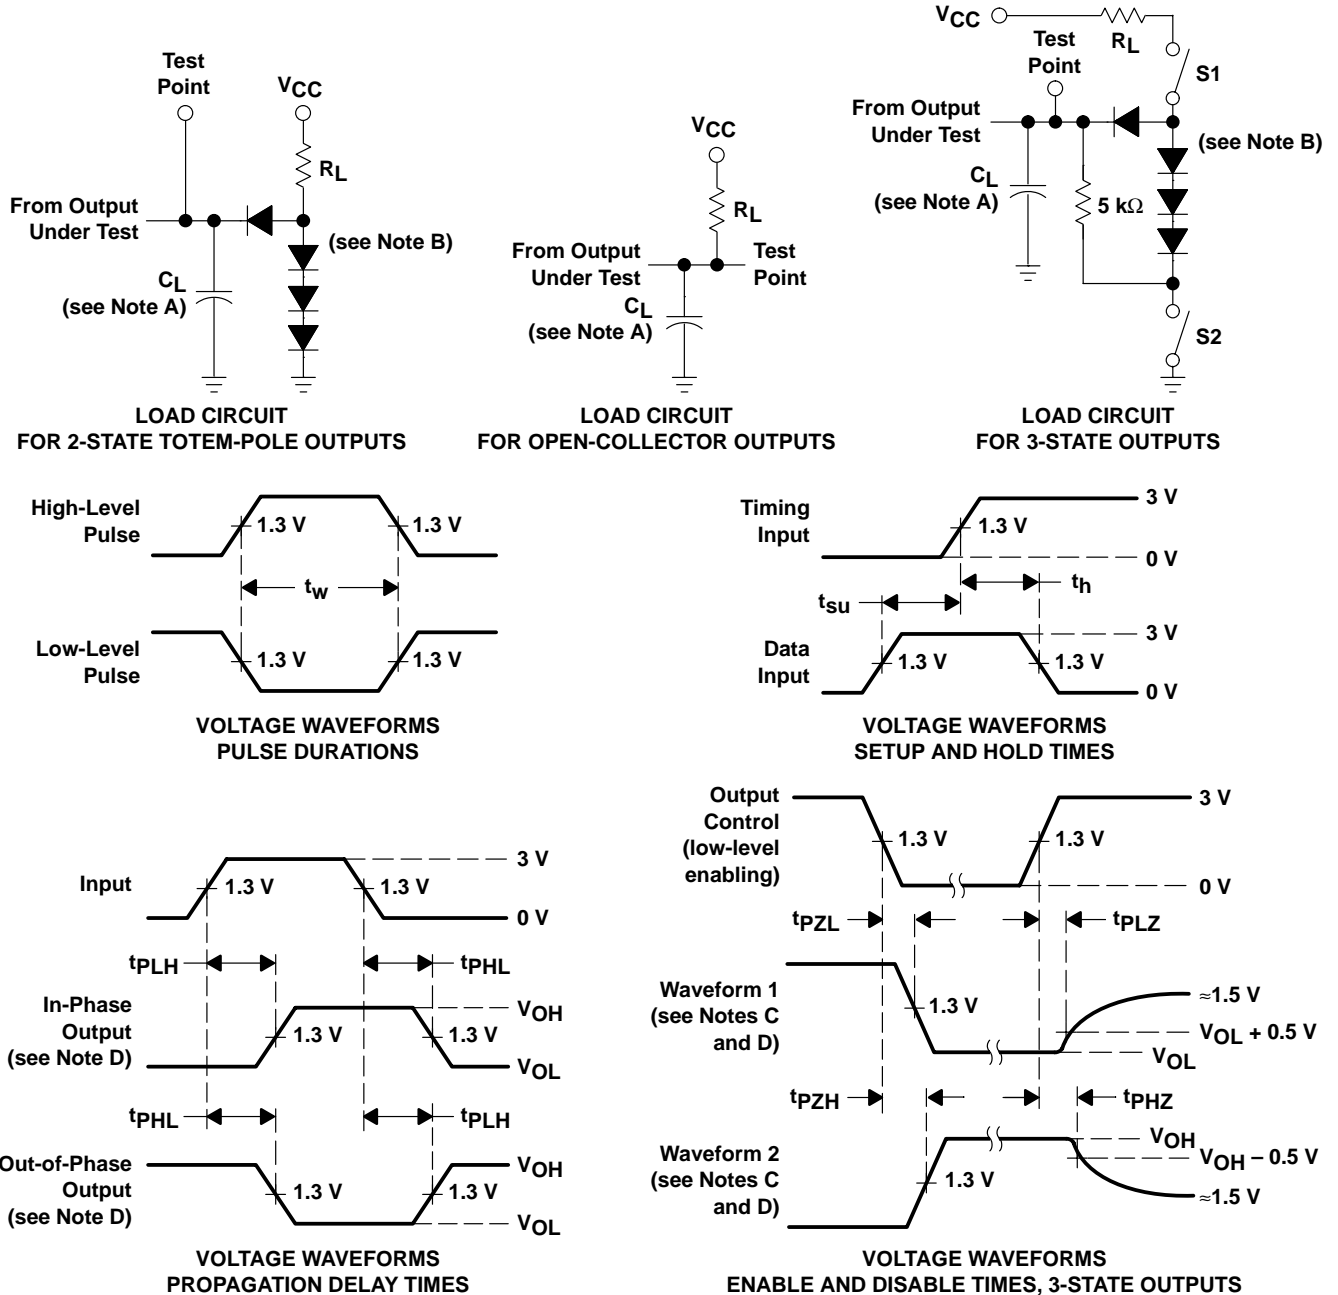 Test
Point
VCC
RL
From Output
Under Test
(see Note B)
CL
(see Note A)
LOAD CIRCUIT
FOR 2-STATE TOTEM-POLE OUTPUTS
VCC
RL
From Output
Under Test
Test
Point
CL
(see Note A)
LOAD CIRCUIT
FOR OPEN-COLLECTOR OUTPUTS
VCC
RL
Test
Point
S1
From Output
Under Test
(see Note B)
CL
(see Note A)
5 kΩ
S2
LOAD CIRCUIT
FOR 3-STATE OUTPUTS
High-Level
Pulse
1.3 V
1.3 V
tw
Low-Level
Pulse
1.3 V
1.3 V
VOLTAGE WAVEFORMS
PULSE DURATIONS
Timing
Input
3 V
1.3 V
0 V
th
tsu
Data
Input
3 V
1.3 V
1.3 V
0 V
VOLTAGE WAVEFORMS
SETUP AND HOLD TIMES
Input
3 V
1.3 V
1.3 V
0 V
tPLH
tPHL
In-Phase
Output
(see Note D)
VOH
1.3 V
1.3 V
VOL
tPHL
tPLH
Out-of-Phase
Output
(see Note D)
VOH
1.3 V
1.3 V
VOL
VOLTAGE WAVEFORMS
PROPAGATION DELAY TIMES
Output
Control
(low-level
enabling)
3 V
1.3 V
1.3 V
0 V
tPZL
tPLZ
Waveform 1
(see Notes C
and D)
1.3 V
≈1.5 V
VOL + 0.5 V
VOL
tPZH
tPHZ
Waveform 2
(see Notes C
and D)
1.3 V
VOH
VOH – 0.5 V
≈1.5 V
VOLTAGE WAVEFORMS
ENABLE AND DISABLE TIMES, 3-STATE OUTPUTS